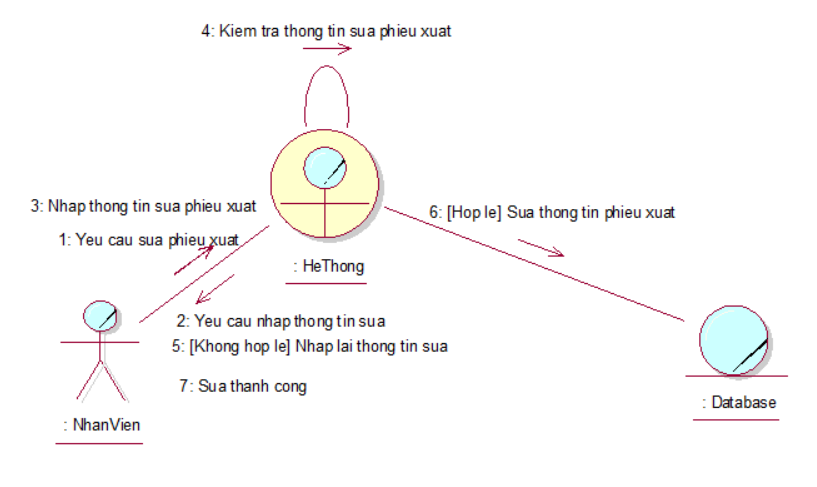 4: Kiem tra thong tin sua phieu xuat
3: Nhap thong tin sua phieu xuat
6: [Hop le] Sua thong tin phieu xuat
1: Yeu cau sua phieu xuat
: HeThong
2: Yeu cau nhap thong tin sua
5: [Khong hop le] Nhap lai thong tin sua
7: Sua thanh cong
: Database
: NhanVien